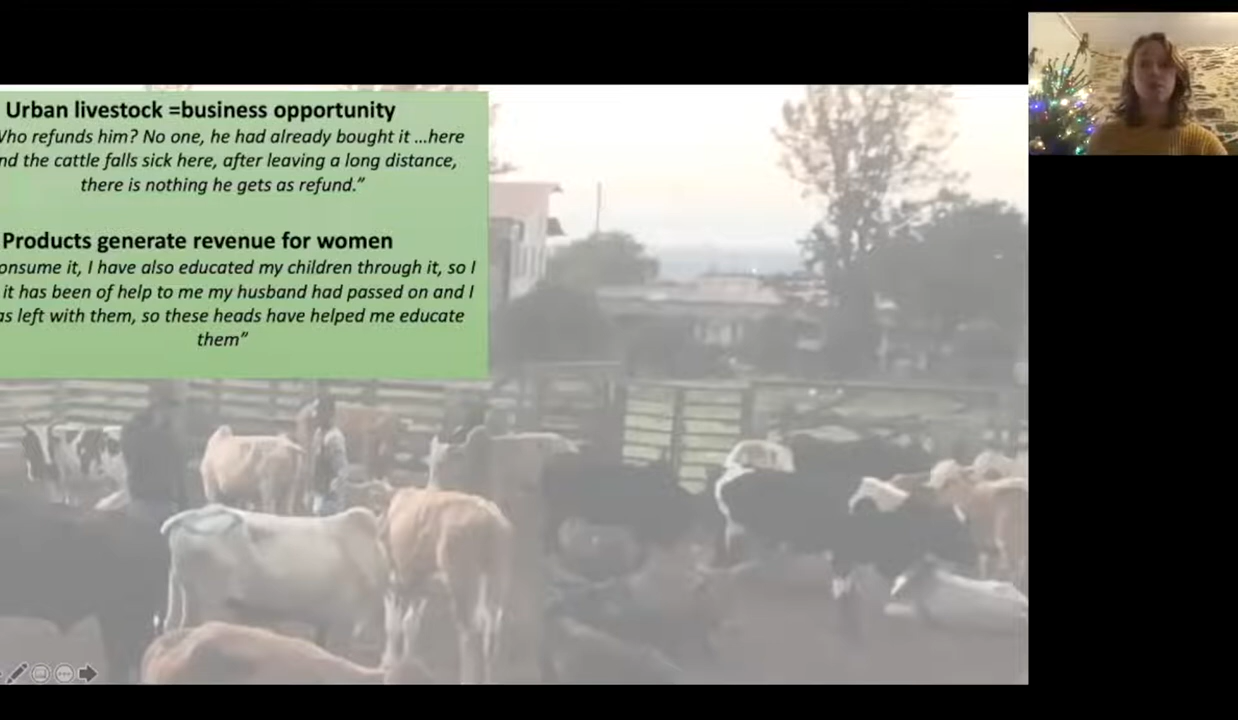 Urban livestock =business opportunity
Who refunds him? No one, he had already bought it ...here
nd the cattle falls sick here, after leaving a long distance,
there is nothing he gets as refund.”
Products generate revenue for women
onsume it, I have also educated my children through it, so I
it has been of help to me my husband had passed on and I
as left with them, so these heads have helped me educate
them”